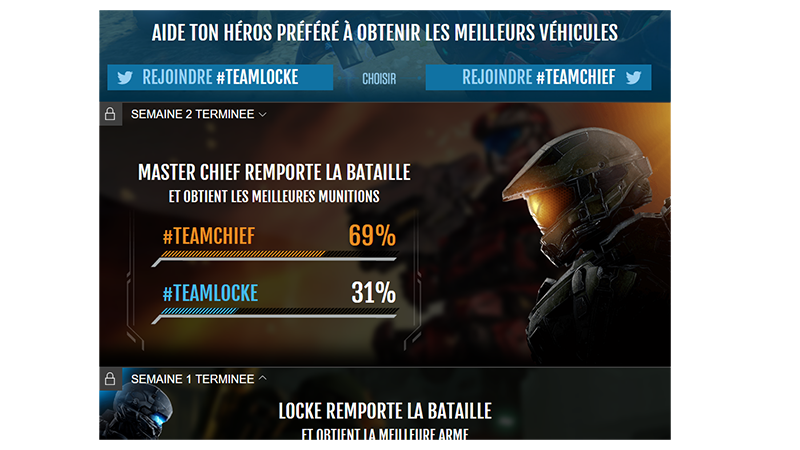 AIDE TON HÉROS PRÉFÉRÉ À OBTENIR LES MEILLEURS VÉHICULES
REJOINDRE #TEAMLOCKE
CHOISIR
REJOINDRE #TEAMCHIEF
SEMAINE 2 TERMINEE
MASTER CHIEF REMPORTE LA BATAILLE
ET OBTIENT LES MEILLEURES MUNITIONS
#TEAMCHIEF 69%
#TEAMLOCKE 31%
SEMAINE 1 TERMINEE
LOCKE REMPORTE LA BATAILLE
ET OBTIENT LA MEILLEURE ARME